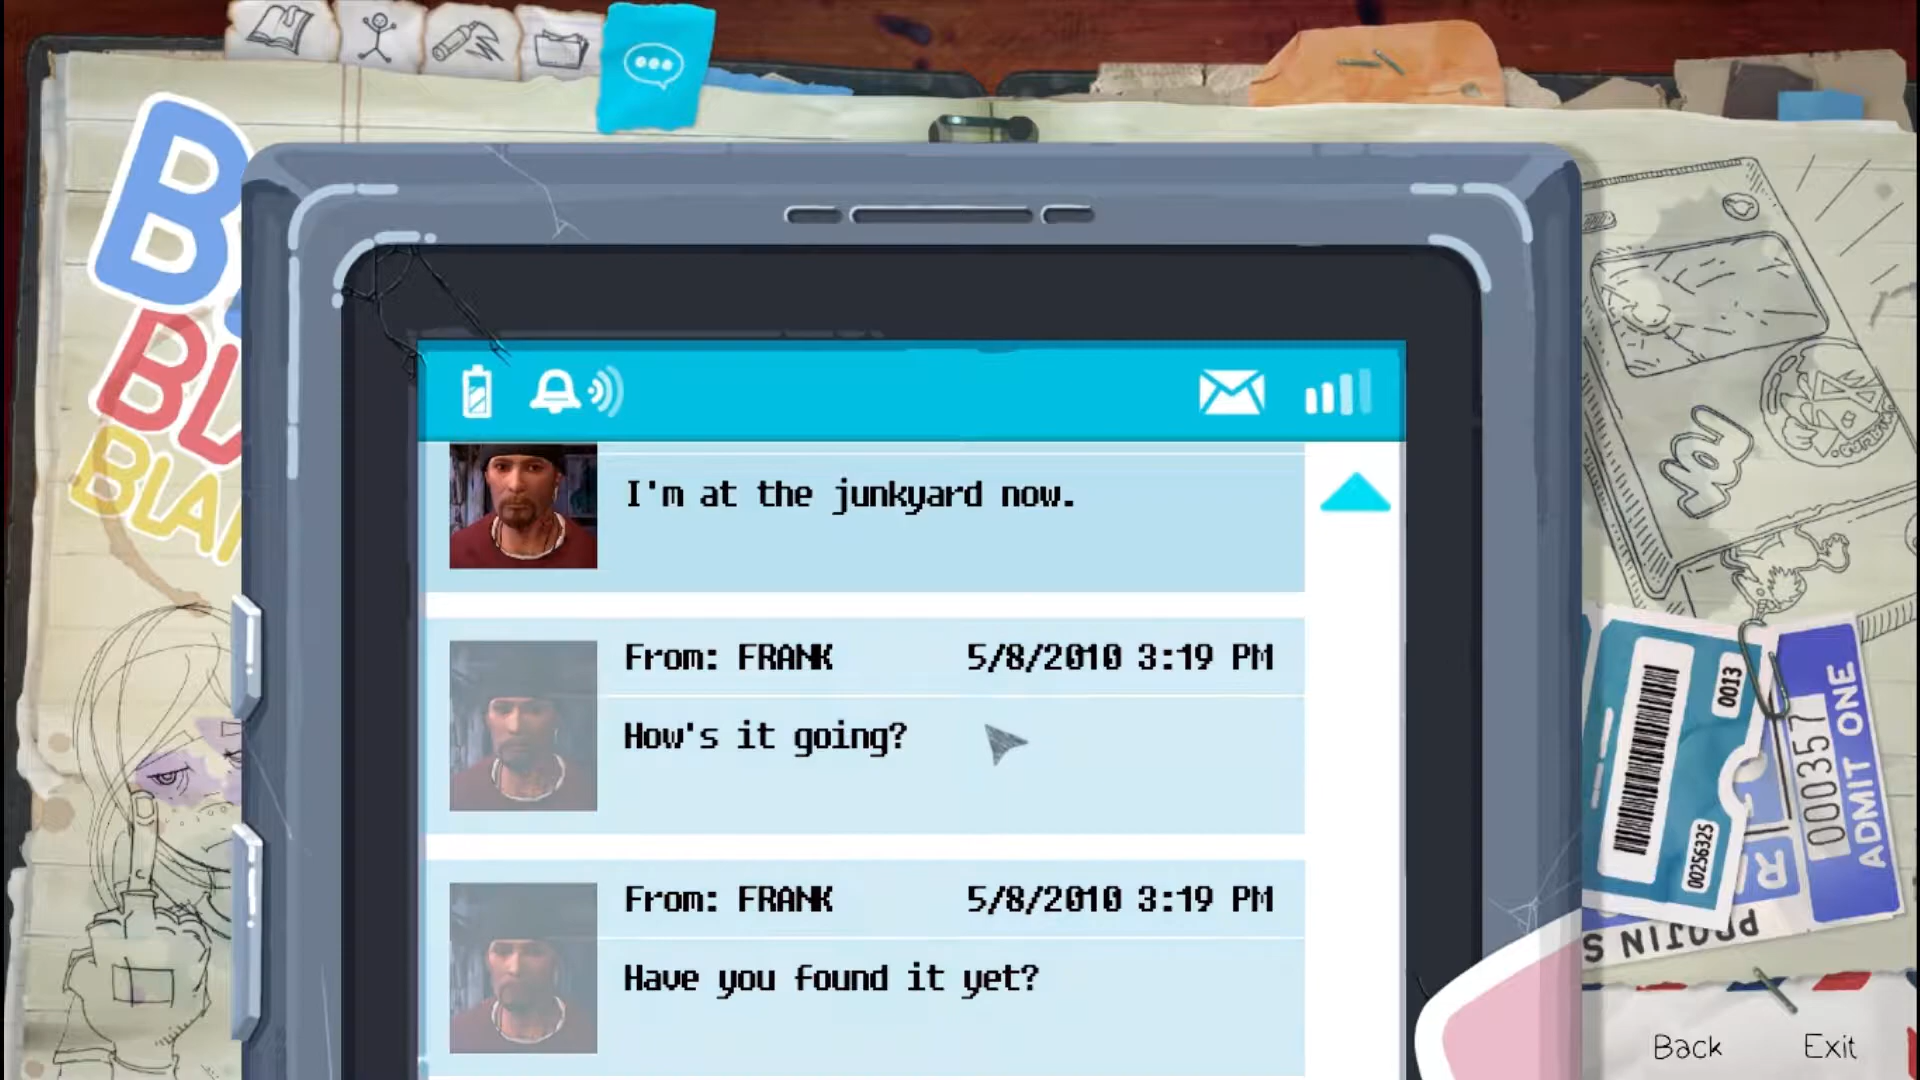 I'm at the junkyard now.
From: FRANK 5/8/2010 3:19 PM
How's it going?
From: FRANK 5/8/2010 3:19 PM
Have you found it yet?
0013
00256325
000357
ADMIT ONE
Back Exit